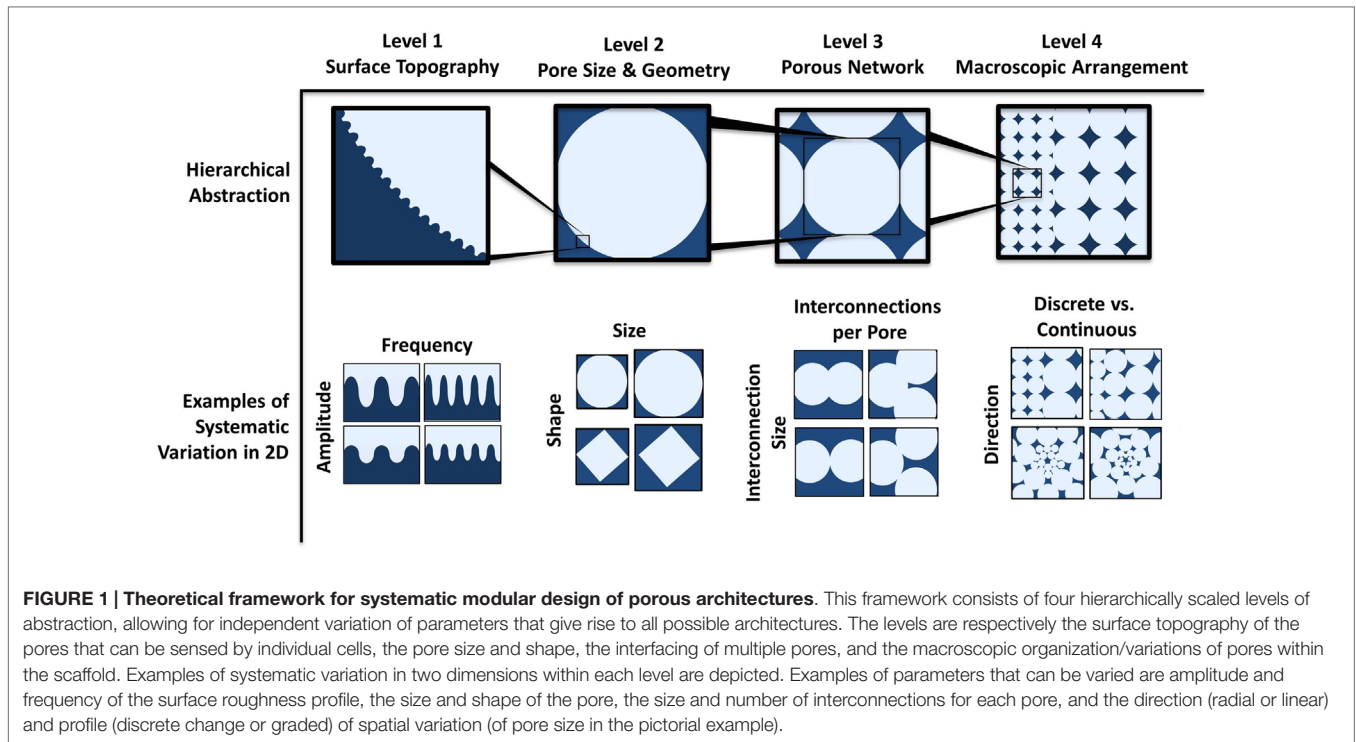 Level 1
Surface Topography
Level 2
Pore Size & Geometry
Level 3
Porous Network
Level 4
Macroscopic Arrangement
Hierarchical
Abstraction
Examples of
Systematic
Variation in 2D
Frequency
Amplitude
Size
Shape
Interconnections
per Pore
Interconnection
Size
Discrete vs.
Continuous
Direction
FIGURE 1 | Theoretical framework for systematic modular design of porous architectures. This framework consists of four hierarchically scaled levels of
abstraction, allowing for independent variation of parameters that give rise to all possible architectures. The levels are respectively the surface topography of the
pores that can be sensed by individual cells, the pore size and shape, the interfacing of multiple pores, and the macroscopic organization/variations of pores within
the scaffold. Examples of systematic variation in two dimensions within each level are depicted. Examples of parameters that can be varied are amplitude and
frequency of the surface roughness profile, the size and shape of the pore, the size and number of interconnections for each pore, and the direction (radial or linear)
and profile (discrete change or graded) of spatial variation (of pore size in the pictorial example).